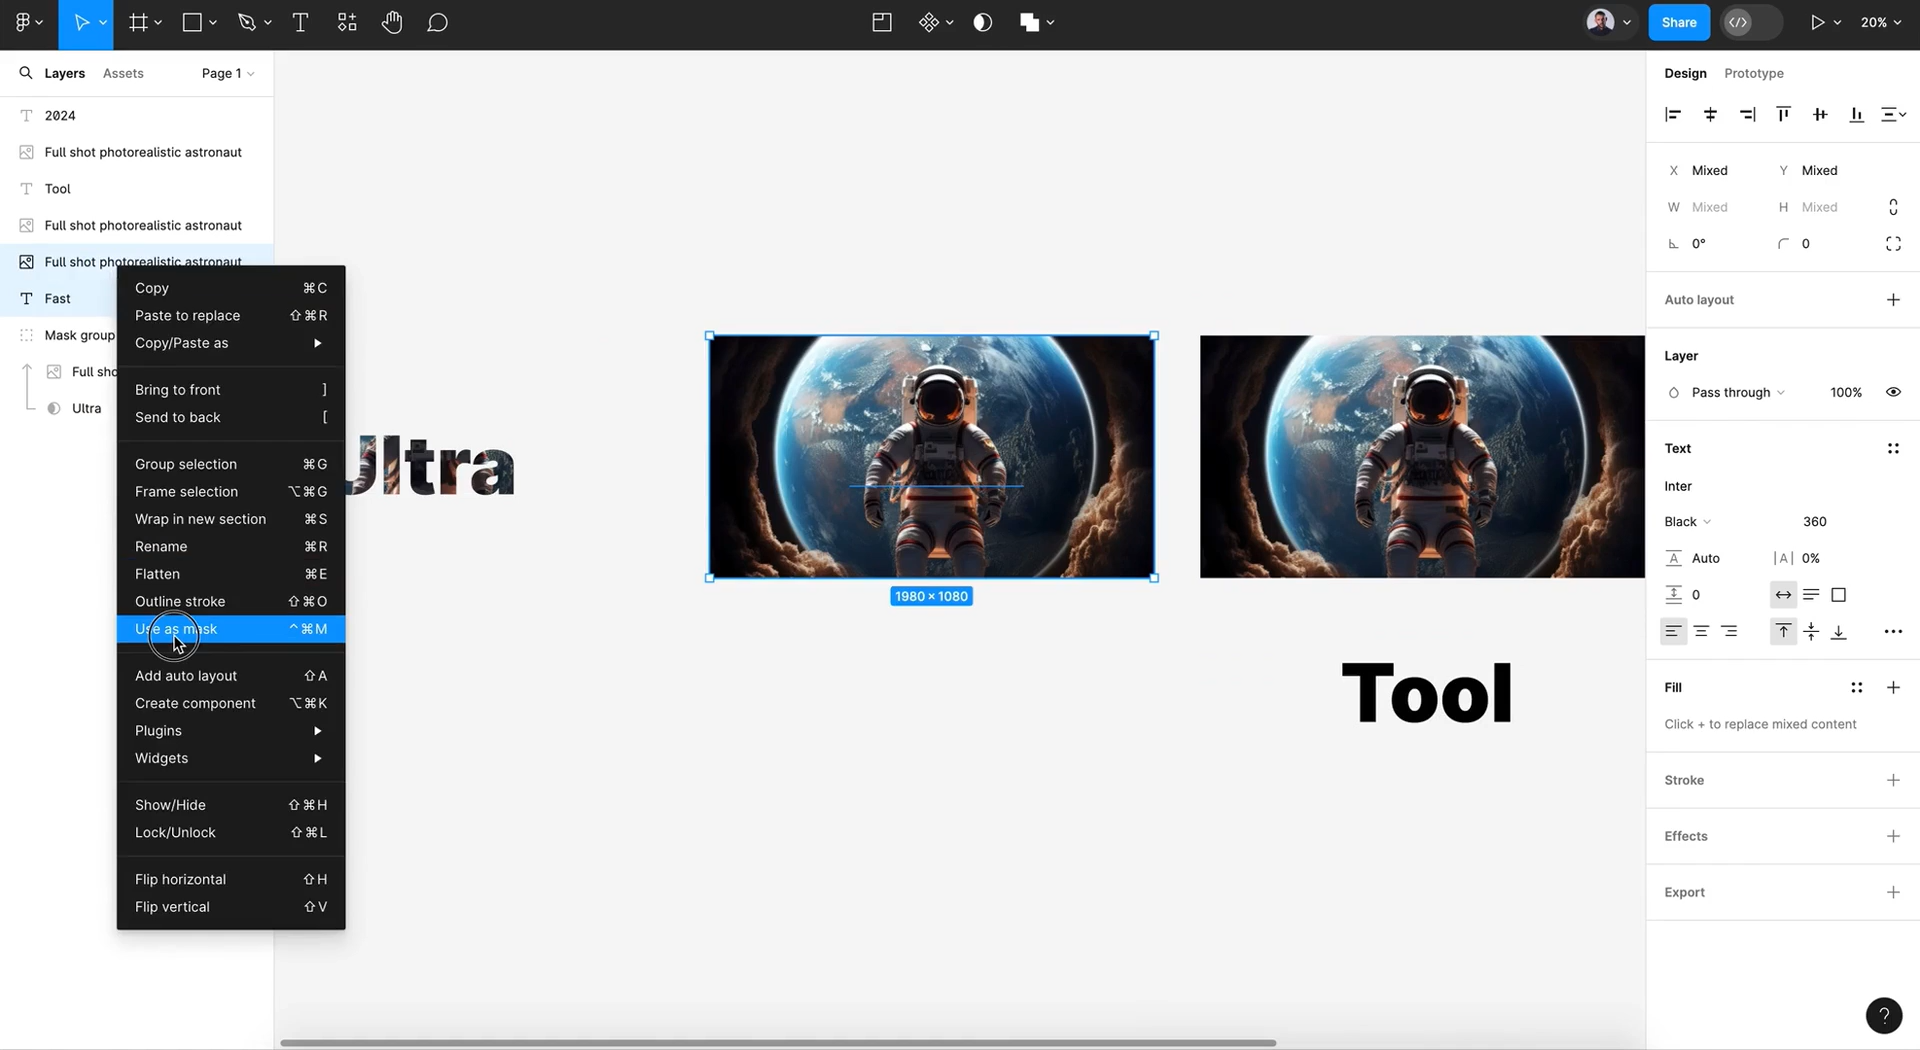 Share
20%
Layers
Assets
Page 1
2024
Full shot photorealistic astronaut
Tool
Full shot photorealistic astronaut
Full shot photorealistic astronaut
Fast
Mask group
Full sho
Ultra
Copy ⌘C
Paste to replace ⇧⌘R
Copy/Paste as
Bring to front ]
Send to back [
Group selection ⌘G
Frame selection ⌥⌘G
Wrap in new section ⌘S
Rename ⌘R
Flatten ⌘E
Outline stroke ⇧⌘O
Use as mask ^⌘M
Add auto layout ⇧A
Create component ⌥⌘K
Plugins
Widgets
Show/Hide ⇧⌘H
Lock/Unlock ⇧⌘L
Flip horizontal ⇧H
Flip vertical ⇧V
Ultra
1980 × 1080
Tool
Design
Prototype
X Mixed Y Mixed
W Mixed H Mixed
0° 0
Auto layout
Layer
Pass through 100%
Text
Inter
Black 360
A Auto |A| 0%
0
Fill
Click + to replace mixed content
Stroke
Effects
Export
?